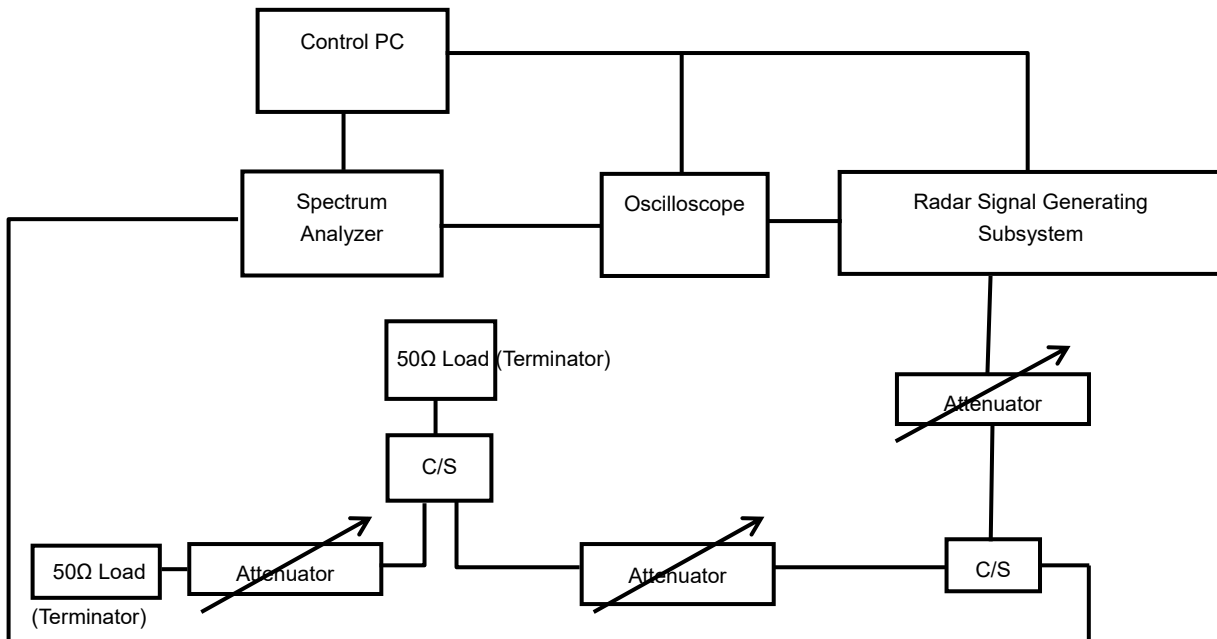 Control PC
Spectrum
Analyzer
Oscilloscope
Radar Signal Generating
Subsystem
50Ω Load (Terminator)
Attenuator
C/S
50Ω Load
(Terminator)
Attenuator
Attenuator
C/S